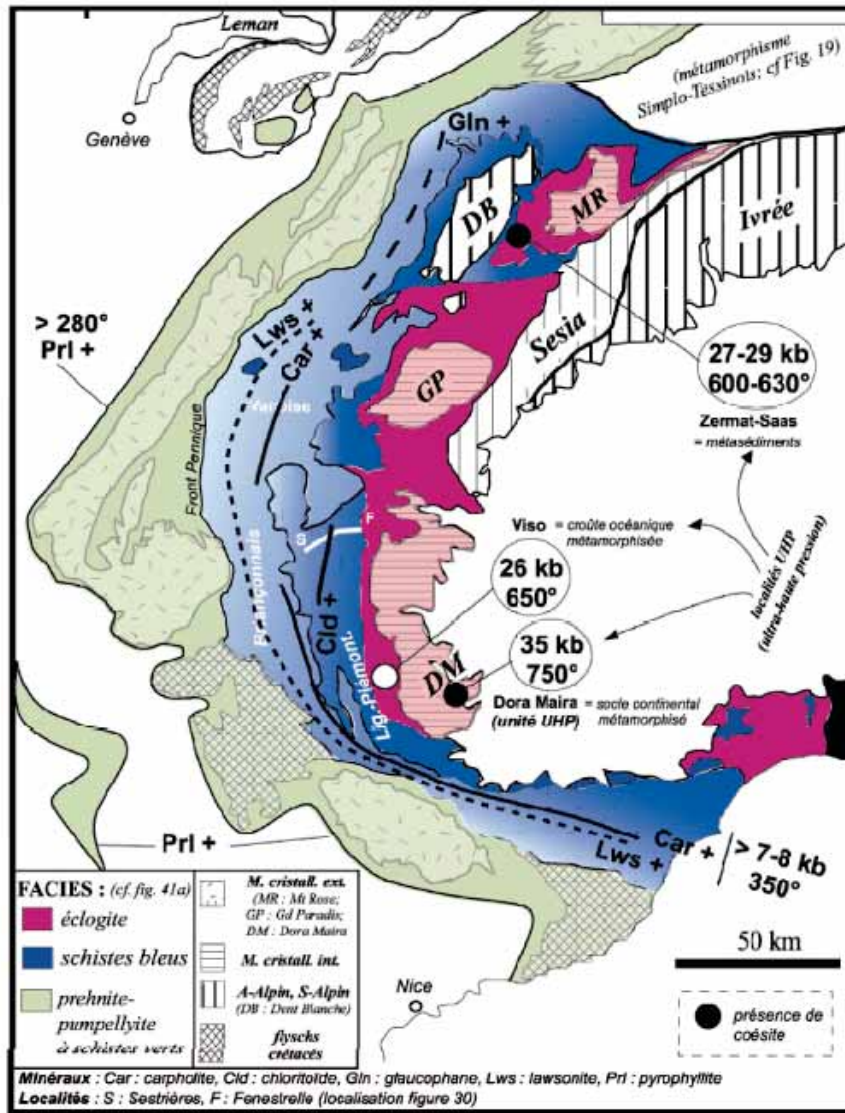 Leman
Genève
(métamorphisme
Simplo-Tessinois; cf Fig. 19)
Gln +
DB
MR
Ivrée
> 280°
Prl +
Lws +
Car +
Vanoise
Sesia
GP
27-29 kb
600-630°
Zermat-Saas
= métasédiments
Front Pennique
Briançonnais
S
F
Cld +
Lig.-Piémont.
Viso = croûte océanique
métamorphisée
26 kb
650°
localités UHP
(ultra-haute pression)
35 kb
750°
DM
Dora Maira = socle continental
(unité UHP) métamorphisé
Prl +
Car +
Lws +
> 7-8 kb
350°
FACIES : (cf. fig. 41a)
éclogite
schistes bleus
prehnite-
pumpellyite
à schistes verts
M. cristall. ext.
(MR : Mt Rose;
GP : Gd Paradis;
DM : Dora Maira
M. cristall. int.
A-Alpin, S-Alpin
(DB : Dent Blanche)
flyschs
crétacés
Nice
50 km
présence de
coésite
Minéraux : Car : carpholite, Cld : chloritoïde, Gln : glaucophane, Lws : lawsonite, Prl : pyrophyllite
Localités : S : Sestrières, F : Fenestrelle (localisation figure 30)